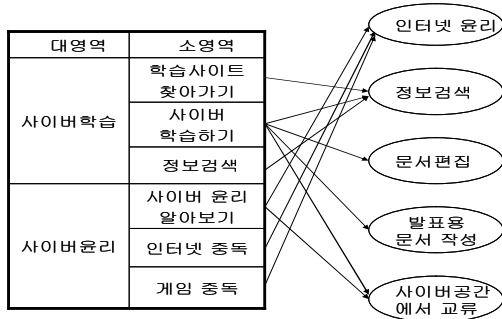 대영역 소영역
사이버학습
학습사이트
찾아가기
사이버
학습하기
정보검색
사이버윤리
사이버 윤리
알아보기
인터넷 중독
게임 중독
인터넷 윤리
정보검색
문서편집
발표용
문서 작성
사이버공간
에서 교류